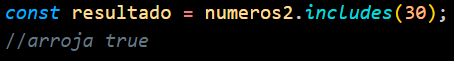 const resultado = numeros2.includes(30);
//arroja true